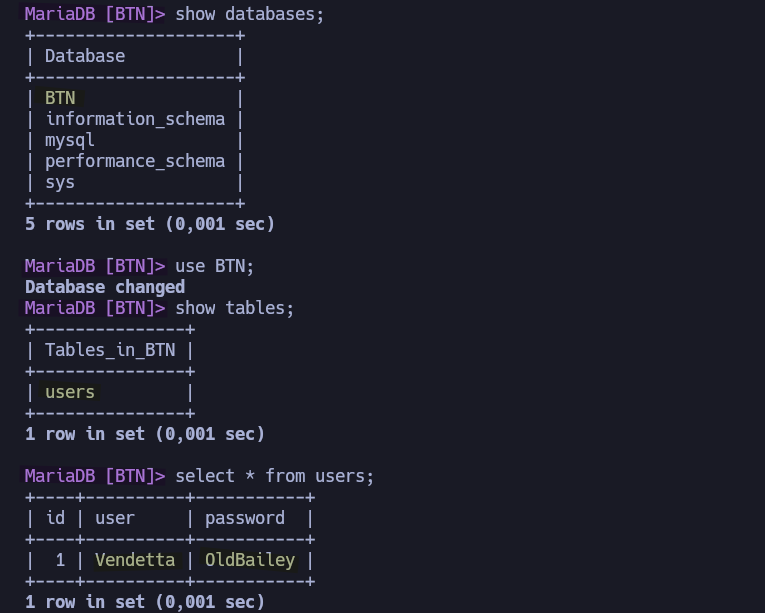 MariaDB [BTN]> show databases;
+--------------------+
| Database           |
+--------------------+
| BTN                |
| information_schema |
| mysql              |
| performance_schema |
| sys                |
+--------------------+
5 rows in set (0,001 sec)
MariaDB [BTN]> use BTN;
Database changed
MariaDB [BTN]> show tables;
+---------------+
| Tables_in_BTN |
+---------------+
| users         |
+---------------+
1 row in set (0,001 sec)
MariaDB [BTN]> select * from users;
+----+----------+-----------+
| id | user     | password  |
+----+----------+-----------+
|  1 | Vendetta | OldBailey |
+----+----------+-----------+
1 row in set (0,001 sec)